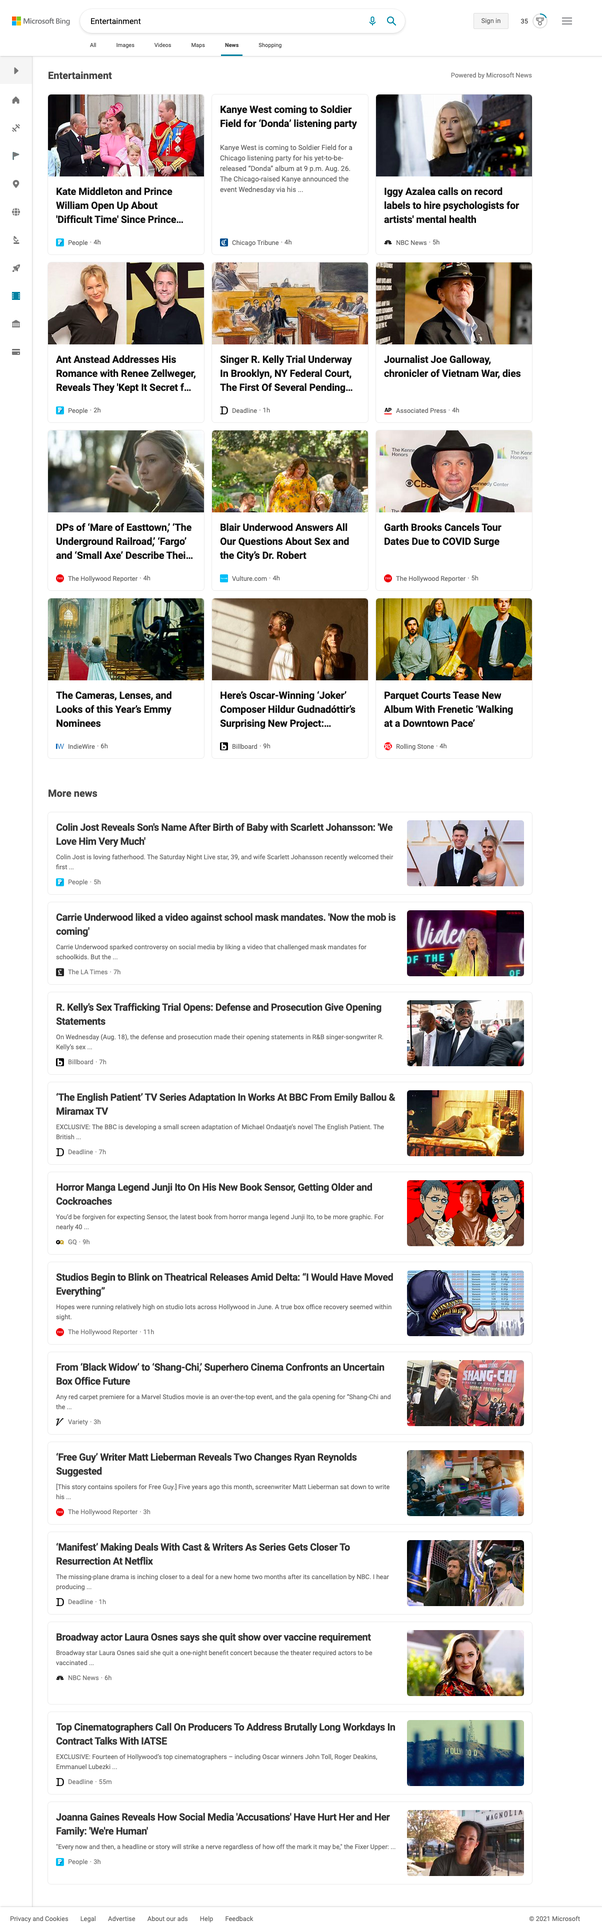 Microsoft Bing
Entertainment
Sign in
35
All
Images
Videos
Maps
News
Shopping
Entertainment
Powered by Microsoft News
Kate Middleton and Prince
William Open Up About
'Difficult Time' Since Prince...
People · 4h
Kanye West coming to Soldier
Field for ‘Donda’ listening party
Kanye West is coming to Soldier Field for a
Chicago listening party for his yet-to-be-
released “Donda” album at 9 p.m. Aug. 26.
The Chicago-raised Kanye announced the
event Wednesday via his ...
Chicago Tribune · 4h
Iggy Azalea calls on record
labels to hire psychologists for
artists' mental health
NBC News · 5h
Ant Anstead Addresses His
Romance with Renee Zellweger,
Reveals They 'Kept It Secret f...
People · 2h
Singer R. Kelly Trial Underway
In Brooklyn, NY Federal Court,
The First Of Several Pending...
Deadline · 1h
Journalist Joe Galloway,
chronicler of Vietnam War, dies
AP
Associated Press · 4h
DPs of ‘Mare of Easttown,’ ‘The
Underground Railroad,’ ‘Fargo’
and ‘Small Axe’ Describe Thei...
The Hollywood Reporter · 4h
Blair Underwood Answers All
Our Questions About Sex and
the City’s Dr. Robert
Vulture.com · 4h
CBS
Garth Brooks Cancels Tour
Dates Due to COVID Surge
The Hollywood Reporter · 5h
The Cameras, Lenses, and
Looks of this Year’s Emmy
Nominees
IW
IndieWire · 6h
Here’s Oscar-Winning ‘Joker’
Composer Hildur Gudnadóttir’s
Surprising New Project:...
Billboard · 9h
Parquet Courts Tease New
Album With Frenetic ‘Walking
at a Downtown Pace’
Rolling Stone · 4h
More news
Colin Jost Reveals Son's Name After Birth of Baby with Scarlett Johansson: 'We
Love Him Very Much'
Colin Jost is loving fatherhood. The Saturday Night Live star, 39, and wife Scarlett Johansson recently welcomed their
first ...
People · 5h
Carrie Underwood liked a video against school mask mandates. 'Now the mob is
coming'
Carrie Underwood sparked controversy on social media by liking a video that challenged mask mandates for
schoolkids. But the ...
The LA Times · 7h
Video
OF THE
OF
R. Kelly’s Sex Trafficking Trial Opens: Defense and Prosecution Give Opening
Statements
On Wednesday (Aug. 18), the defense and prosecution made their opening statements in R&B singer-songwriter R.
Kelly’s sex ...
Billboard · 7h
‘The English Patient’ TV Series Adaptation In Works At BBC From Emily Ballou &
Miramax TV
EXCLUSIVE: The BBC is developing a small screen adaptation of Michael Ondaatje’s novel The English Patient. The
British ...
Deadline · 7h
Horror Manga Legend Junji Ito On His New Book Sensor, Getting Older and
Cockroaches
You’d be forgiven for expecting Sensor, the latest book from horror manga legend Junji Ito, to be more graphic. For
nearly 40 ...
GQ · 9h
Studios Begin to Blink on Theatrical Releases Amid Delta: “I Would Have Moved
Everything”
Hopes were running relatively high on studio lots across Hollywood in June. A true box office recovery seemed within
sight.
The Hollywood Reporter · 11h
From ‘Black Widow’ to ‘Shang-Chi,’ Superhero Cinema Confronts an Uncertain
Box Office Future
Any red carpet premiere for a Marvel Studios movie is an over-the-top event, and the gala opening for “Shang-Chi and
the ...
Variety · 3h
SHANG-CHI
‘Free Guy’ Writer Matt Lieberman Reveals Two Changes Ryan Reynolds
Suggested
[This story contains spoilers for Free Guy.] Five years ago this month, screenwriter Matt Lieberman sat down to write
his ...
The Hollywood Reporter · 3h
‘Manifest’ Making Deals With Cast & Writers As Series Gets Closer To
Resurrection At Netflix
The missing-plane drama is inching closer to a deal for a new home two months after its cancellation by NBC. I hear
producing ...
Deadline · 1h
Broadway actor Laura Osnes says she quit show over vaccine requirement
Broadway star Laura Osnes said she quit a one-night benefit concert because the theater required actors to be
vaccinated ...
NBC News · 6h
Top Cinematographers Call On Producers To Address Brutally Long Workdays In
Contract Talks With IATSE
EXCLUSIVE: Fourteen of Hollywood’s top cinematographers – including Oscar winners John Toll, Roger Deakins,
Emmanuel Lubezki ...
Deadline · 55m
Joanna Gaines Reveals How Social Media 'Accusations' Have Hurt Her and Her
Family: 'We're Human'
"Every now and then, a headline or story will strike a nerve regardless of how off the mark it may be," the Fixer Upper: ...
People · 3h
MAGNOLIA
Privacy and Cookies
Legal
Advertise
About our ads
Help
Feedback
© 2021 Microsoft